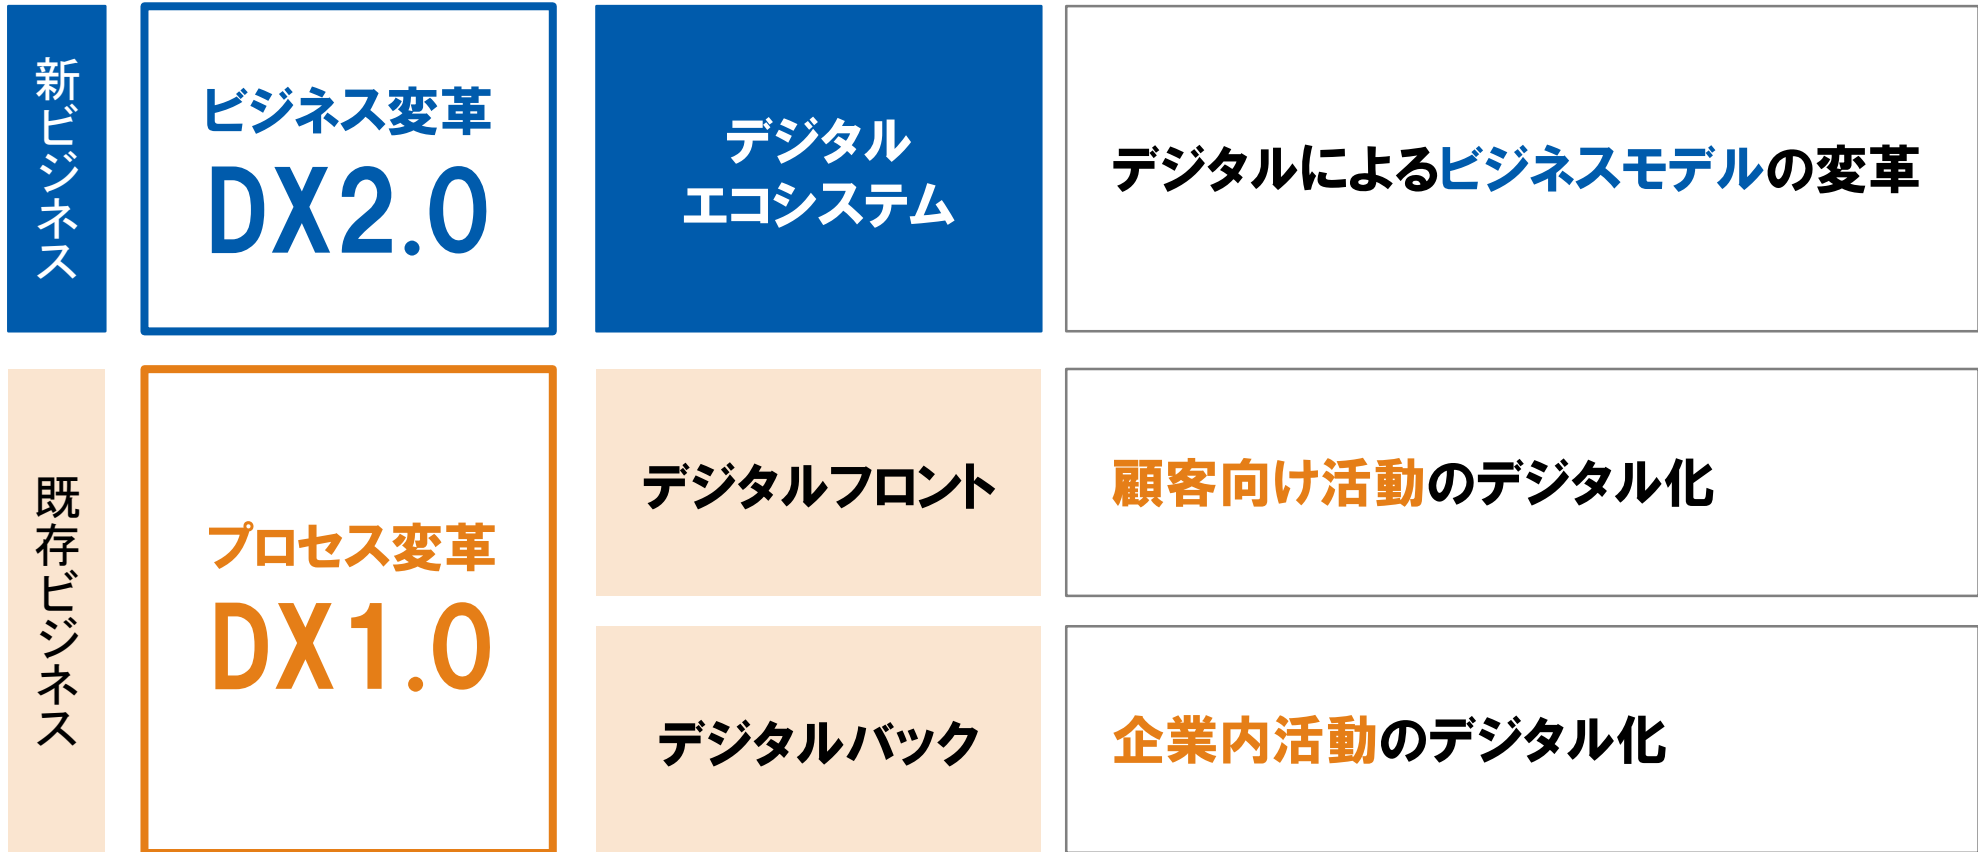 新ビジネス
ビジネス変革
DX2.0
デジタル
エコシステム
デジタルによるビジネスモデルの変革
既存ビジネス
プロセス変革
DX1.0
デジタルフロント
顧客向け活動のデジタル化
デジタルバック
企業内活動のデジタル化